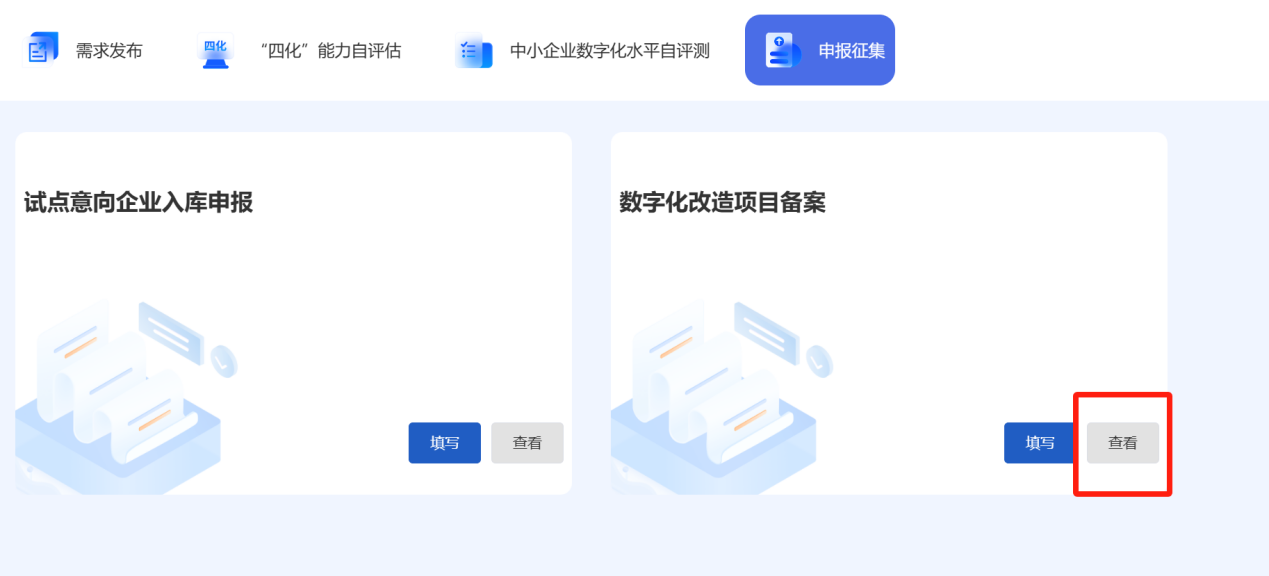 需求发布
四化
“四化”能力自评估
中小企业数字化水平自评测
申报征集
试点意向企业入库申报
填写
查看
数字化改造项目备案
填写
查看